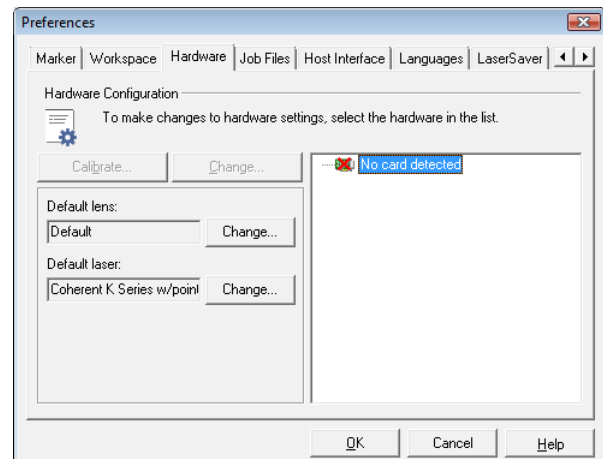 Preferences
Marker Workspace Hardware Job Files Host Interface Languages LaserSaver
Hardware Configuration
To make changes to hardware settings, select the hardware in the list.
Calibrate... Change... No card detected
Default lens:
Default Change...
Default laser:
Coherent K Series w/point Change...
OK Cancel Help